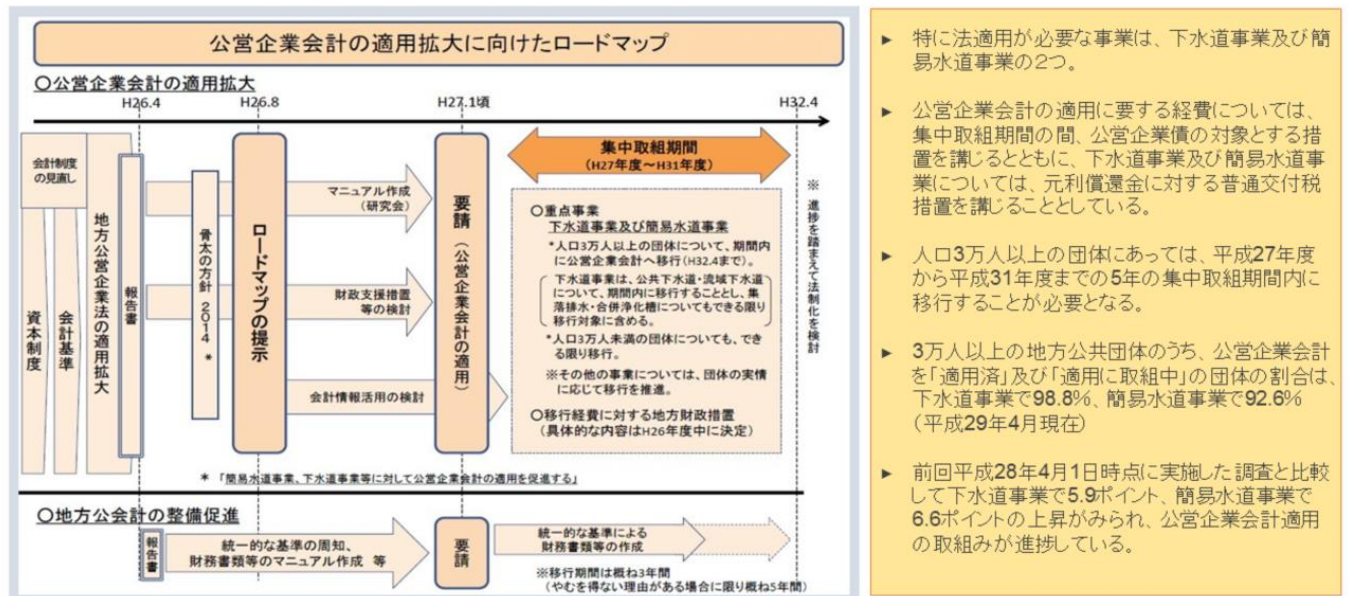 公営企業会計の適用拡大に向けたロードマップ
〇公営企業会計の適用拡大
H26.4
H26.8
H27.1頃
H32.4
会計制度
の見直し
資本制度
会計基準
地方公営企業法の適用拡大
報告書
骨太の方針 2014 *
ロードマップの提示
マニュアル作成
(研究会)
財政支援措置
等の検討
会計情報活用の検討
要請(公営企業会計の適用)
集中取組期間
(H27年度～H31年度)
〇重点事業
下水道事業及び簡易水道事業
*人口3万人以上の団体について、期間内
に公営企業会計へ移行(H32.4まで)。
下水道事業は、公共下水道・流域下水道
について、期間内に移行することとし、集
落排水・合併浄化槽についてもできる限り
移行対象に含める。
*人口3万人未満の団体についても、でき
る限り移行。
※その他の事業については、団体の実情
に応じて移行を推進。
〇移行経費に対する地方財政措置
(具体的な内容はH26年度中に決定)
※ 進捗を踏まえて法制化を検討
* 「簡易水道事業、下水道事業等に対して公営企業会計の適用を促進する」
〇地方公会計の整備促進
報告書
統一的な基準の周知、
財務書類等のマニュアル作成 等
要請
統一的な基準による
財務書類等の作成
※移行期間は概ね3年間
(やむを得ない理由がある場合に限り概ね5年間)
► 特に法適用が必要な事業は、下水道事業及び簡
易水道事業の2つ。
► 公営企業会計の適用に要する経費については、
集中取組期間の間、公営企業債の対象とする措
置を講じるとともに、下水道事業及び簡易水道事
業については、元利償還金に対する普通交付税
措置を講じることとしている。
► 人口3万人以上の団体にあっては、平成27年度
から平成31年度までの5年の集中取組期間内に
移行することが必要となる。
► 3万人以上の地方公共団体のうち、公営企業会計
を「適用済」及び「適用に取組中」の団体の割合は、
下水道事業で98.8%、簡易水道事業で92.6%
(平成29年4月現在)
► 前回平成28年4月1日時点に実施した調査と比較
して下水道事業で5.9ポイント、簡易水道事業で
6.6ポイントの上昇がみられ、公営企業会計適用
の取組みが進捗している。